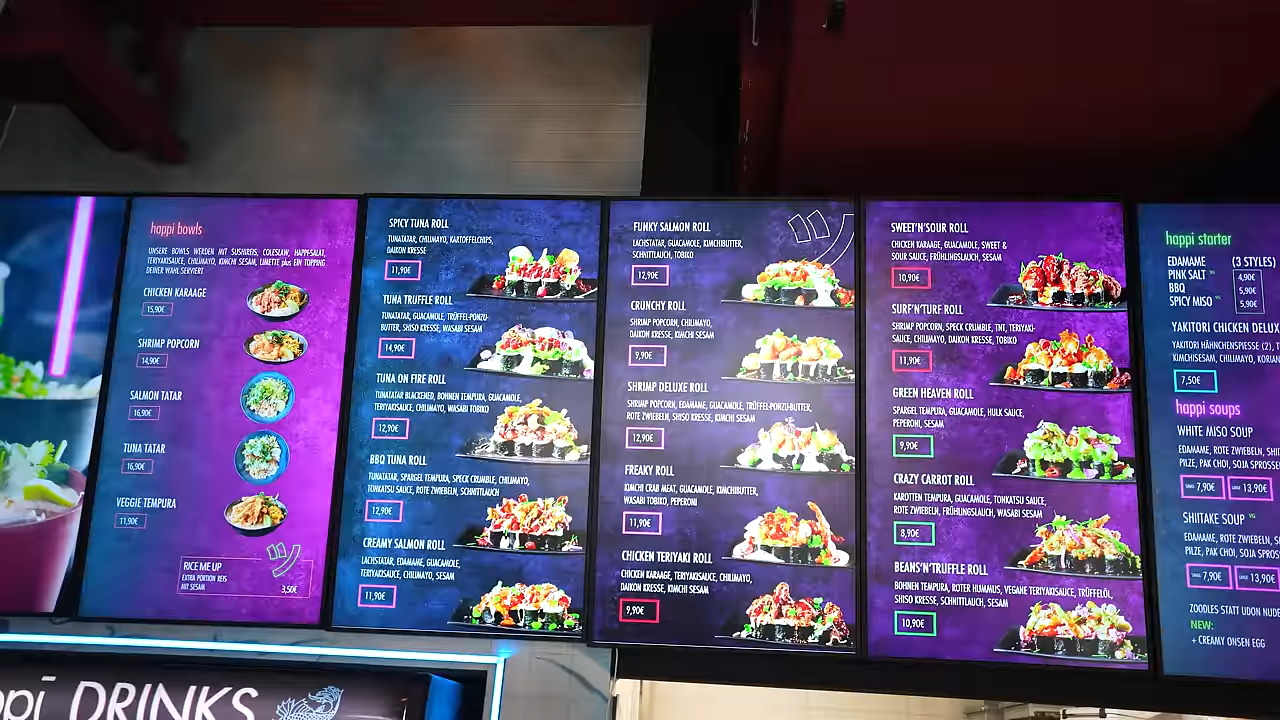 happi bowls
UNSERE BOWLS WERDEN MIT SUSHIREIS, COLESLAW, HAPPI-SALAT,
TERIYAKISAUCE, CHILIMAYO, KIMCHI SESAM, LIMETTE plus EIN TOPPING
DEINER WAHL SERVIERT
CHICKEN KARAAGE
15,90€
SHRIMP POPCORN
14,90€
SALMON TATAR
16,90€
TUNA TATAR
16,90€
VEGGIE TEMPURA
11,90€
RICE ME UP
EXTRA PORTION REIS
MIT SESAM
3,50€
SPICY TUNA ROLL
TUNATATAR, CHILIMAYO, KARTOFFELCHIPS,
DAIKON KRESSE
11,90€
TUNA TRUFFLE ROLL
TUNATATAR, GUACAMOLE, TRÜFFEL-PONZU-
BUTTER, SHISO KRESSE, WASABI SESAM
14,90€
TUNA ON FIRE ROLL
TUNATATAR BLACKENED, BOHNEN TEMPURA, GUACAMOLE,
TERIYAKISAUCE, CHILIMAYO, WASABI TOBIKO
12,90€
BBQ TUNA ROLL
TUNATATAR, SPARGEL TEMPURA, SPECK CRUMBLE, CHILIMAYO,
TONKATSU SAUCE, ROTE ZWIEBELN, SCHNITTLAUCH
12,90€
CREAMY SALMON ROLL
LACHSTATAR, EDAMAME, GUACAMOLE,
TERIYAKISAUCE, CHILIMAYO, SESAM
11,90€
FUNKY SALMON ROLL
LACHSTATAR, GUACAMOLE, KIMCHIBUTTER,
SCHNITTLAUCH, TOBIKO
12,90€
CRUNCHY ROLL
SHRIMP POPCORN, CHILIMAYO,
DAIKON KRESSE, KIMCHI SESAM
9,90€
SHRIMP DELUXE ROLL
SHRIMP POPCORN, EDAMAME, GUACAMOLE, TRÜFFEL-PONZU-BUTTER,
ROTE ZWIEBELN, SHISO KRESSE, KIMCHI SESAM
12,90€
FREAKY ROLL
KIMCHI CRAB MEAT, GUACAMOLE, KIMCHIBUTTER,
WASABI TOBIKO, PEPERONI
11,90€
CHICKEN TERIYAKI ROLL
CHICKEN KARAAGE, TERIYAKISAUCE, CHILIMAYO,
DAIKON KRESSE, KIMCHI SESAM
9,90€
SWEET'N'SOUR ROLL
CHICKEN KARAAGE, GUACAMOLE, SWEET &
SOUR SAUCE, FRÜHLINGSLAUCH, SESAM
10,90€
SURF'N'TURF ROLL
SHRIMP POPCORN, SPECK CRUMBLE, TNT, TERIYAKI-
SAUCE, CHILIMAYO, DAIKON KRESSE, TOBIKO
11,90€
GREEN HEAVEN ROLL
SPARGEL TEMPURA, GUACAMOLE, HULK SAUCE,
PEPERONI, SESAM
9,90€
CRAZY CARROT ROLL
KAROTTEN TEMPURA, GUACAMOLE, TONKATSU SAUCE,
ROTE ZWIEBELN, FRÜHLINGSLAUCH, WASABI SESAM
8,90€
BEANS'N'TRUFFLE ROLL
BOHNEN TEMPURA, ROTER HUMMUS, VEGANE TERIYAKISAUCE, TRÜFFELÖL,
SHISO KRESSE, SCHNITTLAUCH, SESAM
10,90€
happi starter
EDAMAME (3 STYLES)
PINK SALT 4,90€
BBQ 5,90€
SPICY MISO 5,90€
YAKITORI CHICKEN DELUX
YAKITORI HÄHNCHENSPIESSE (2), T
KIMCHISESAM, CHILIMAYO, KORIA
7,50€
happi soups
WHITE MISO SOUP
EDAMAME, ROTE ZWIEBELN, SHI
PILZE, PAK CHOI, SOJA SPROSSE
7,90€ 13,90€
SHIITAKE SOUP
EDAMAME, ROTE ZWIEBELN, S
PILZE, PAK CHOI, SOJA SPROS
7,90€ 13,90€
ZOODLES STATT UDON NUDE
NEW:
+ CREAMY ONSEN EGG
ppi DRINKS